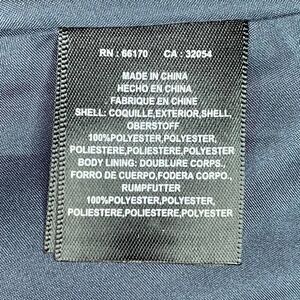 RN : 66170 CA : 32054
MADE IN CHINA
HECHO EN CHINA
FABRIQUE EN CHINE
SHELL: COQUILLE,EXTERIOR,SHELL,
OBERSTOFF
100%POLYESTER,POLYESTER,
POLIESTERE,POLIESTER,POLYESTER
BODY LINING: DOUBLURE CORPS.,
FORRO DE CUERPO,FODERA CORPO.,
RUMPFUTTER
100%POLYESTER,POLYESTER,
POLIESTERE,POLIESTER,POLYESTER